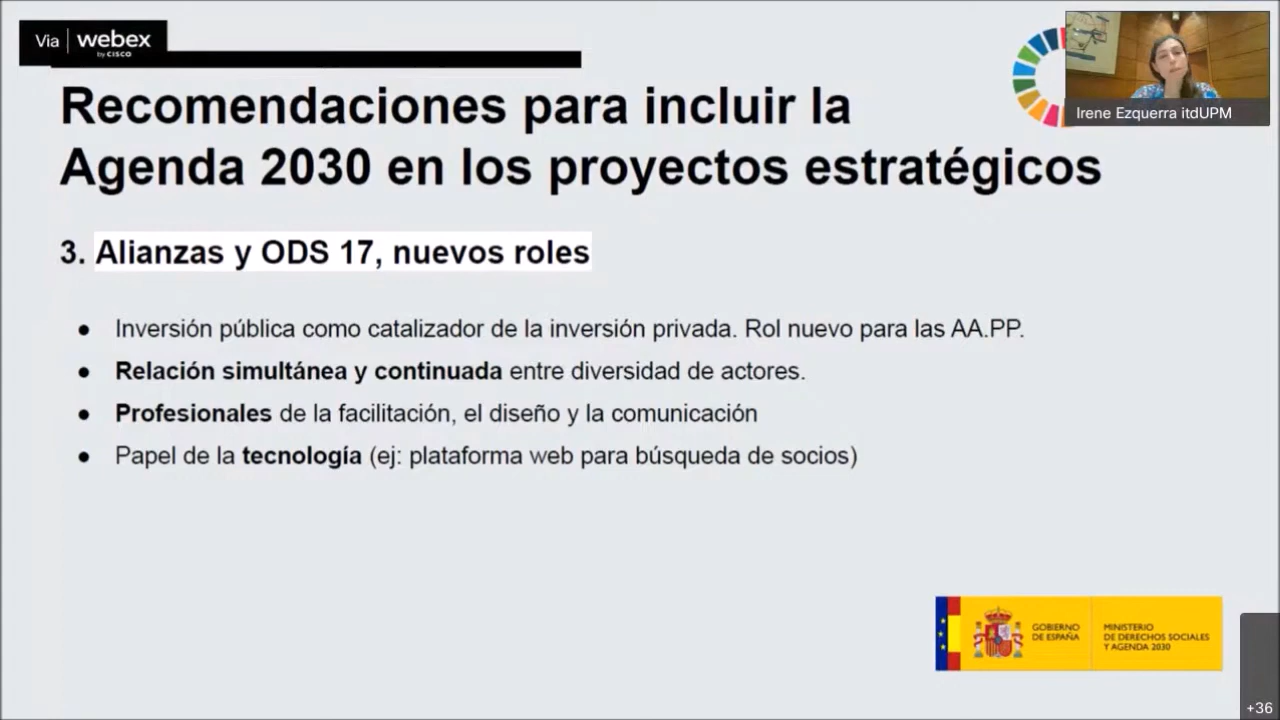 Via webex
by CISCO
Irene Ezquerra itdUPM
Recomendaciones para incluir la
Agenda 2030 en los proyectos estratégicos
3. Alianzas y ODS 17, nuevos roles
● Inversión pública como catalizador de la inversión privada. Rol nuevo para las AA.PP.
● Relación simultánea y continuada entre diversidad de actores.
● Profesionales de la facilitación, el diseño y la comunicación
● Papel de la tecnología (ej: plataforma web para búsqueda de socios)
GOBIERNO
DE ESPAÑA
MINISTERIO
DE DERECHOS SOCIALES
Y AGENDA 2030
+36